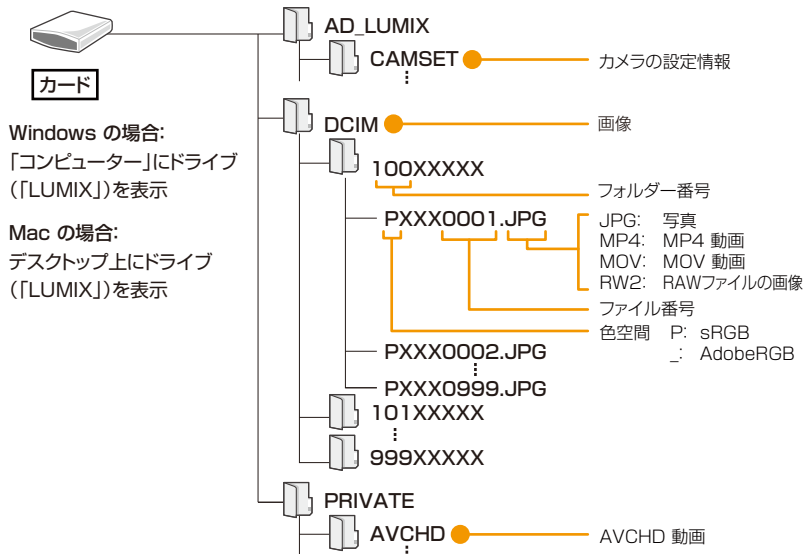 カード
Windows の場合:
「コンピューター」にドライブ
(「LUMIX」)を表示
Mac の場合:
デスクトップ上にドライブ
(「LUMIX」)を表示
AD_LUMIX
CAMSET
カメラの設定情報
DCIM
画像
100XXXXX
フォルダー番号
PXXX0001.JPG
JPG: 写真
MP4: MP4 動画
MOV: MOV 動画
RW2: RAWファイルの画像
ファイル番号
色空間 P: sRGB
_: AdobeRGB
PXXX0002.JPG
PXXX0999.JPG
101XXXXX
999XXXXX
PRIVATE
AVCHD
AVCHD 動画